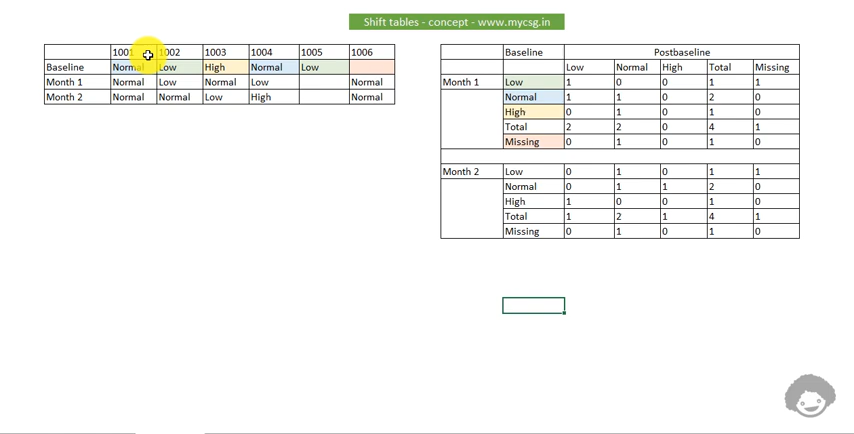 Shift tables - concept - www.mycsg.in
1001 1002 1003 1004 1005 1006
Baseline Normal Low High Normal Low
Month 1 Normal Low Normal Low Normal
Month 2 Normal Normal Low High Normal
Baseline Postbaseline
Low Normal High Total Missing
Month 1 Low 1 0 0 1 1
Normal 1 1 0 2 0
High 0 1 0 1 0
Total 2 2 0 4 1
Missing 0 1 0 1 0
Month 2 Low 0 1 0 1 1
Normal 0 1 1 2 0
High 1 0 0 1 0
Total 1 2 1 4 1
Missing 0 1 0 1 0